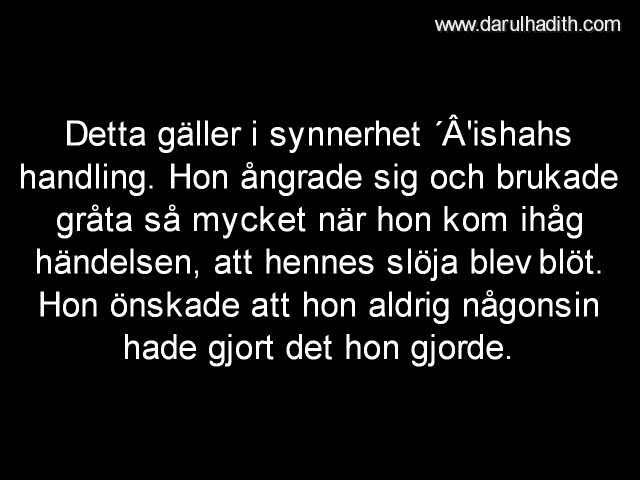 www.darulhadith.com
Detta gäller i synnerhet ´Â'ishahs
handling. Hon ångrade sig och brukade
gråta så mycket när hon kom ihåg
händelsen, att hennes slöja blev blöt.
Hon önskade att hon aldrig någonsin
hade gjort det hon gjorde.